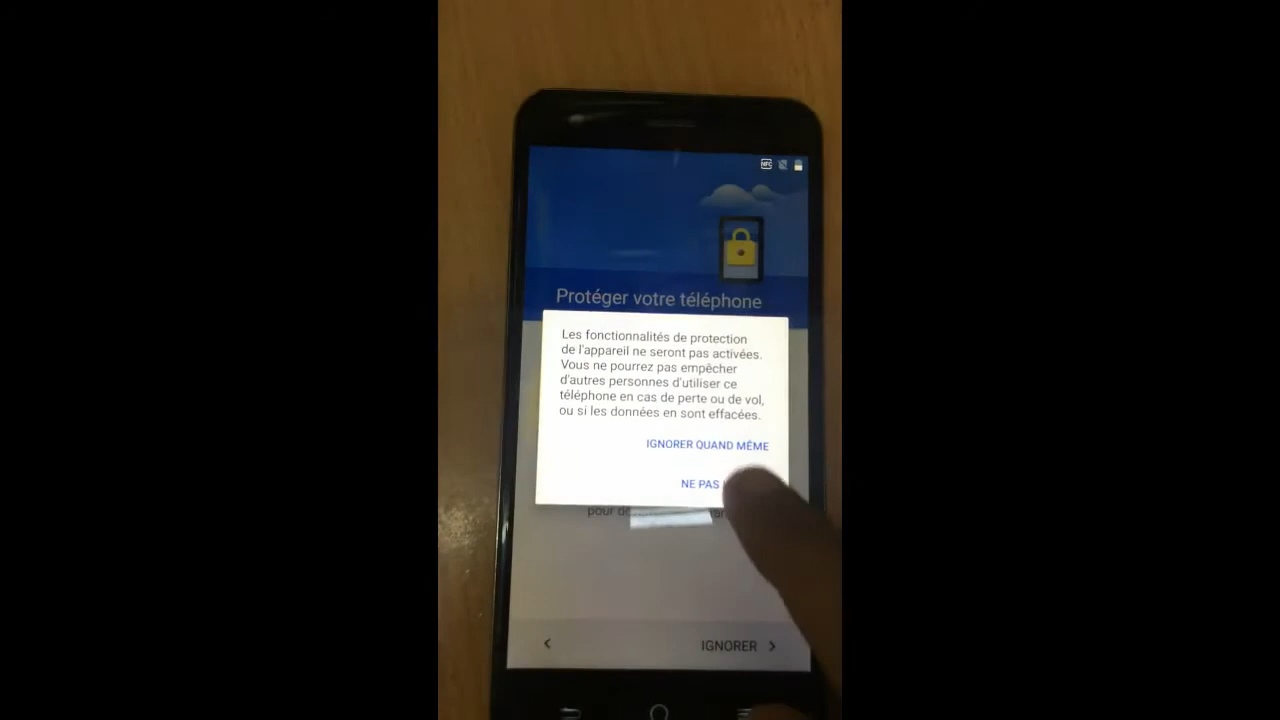 NFC
Protéger votre téléphone
Les fonctionnalités de protection
de l'appareil ne seront pas activées.
Vous ne pourrez pas empêcher
d'autres personnes d'utiliser ce
téléphone en cas de perte ou de vol,
ou si les données en sont effacées.
IGNORER QUAND MÊME
NE PAS
pour
IGNORER